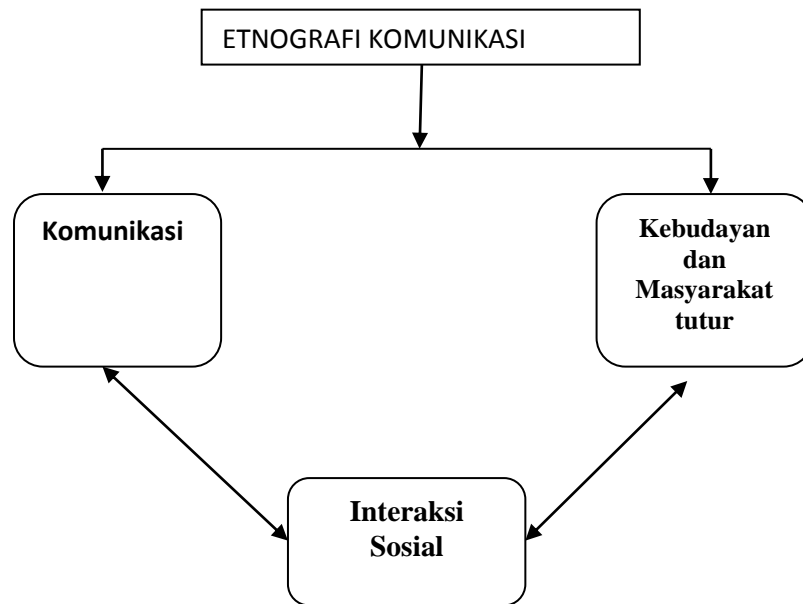 ETNOGRAFI KOMUNIKASI
Komunikasi
Kebudayan
dan
Masyarakat
tutur
Interaksi
Sosial